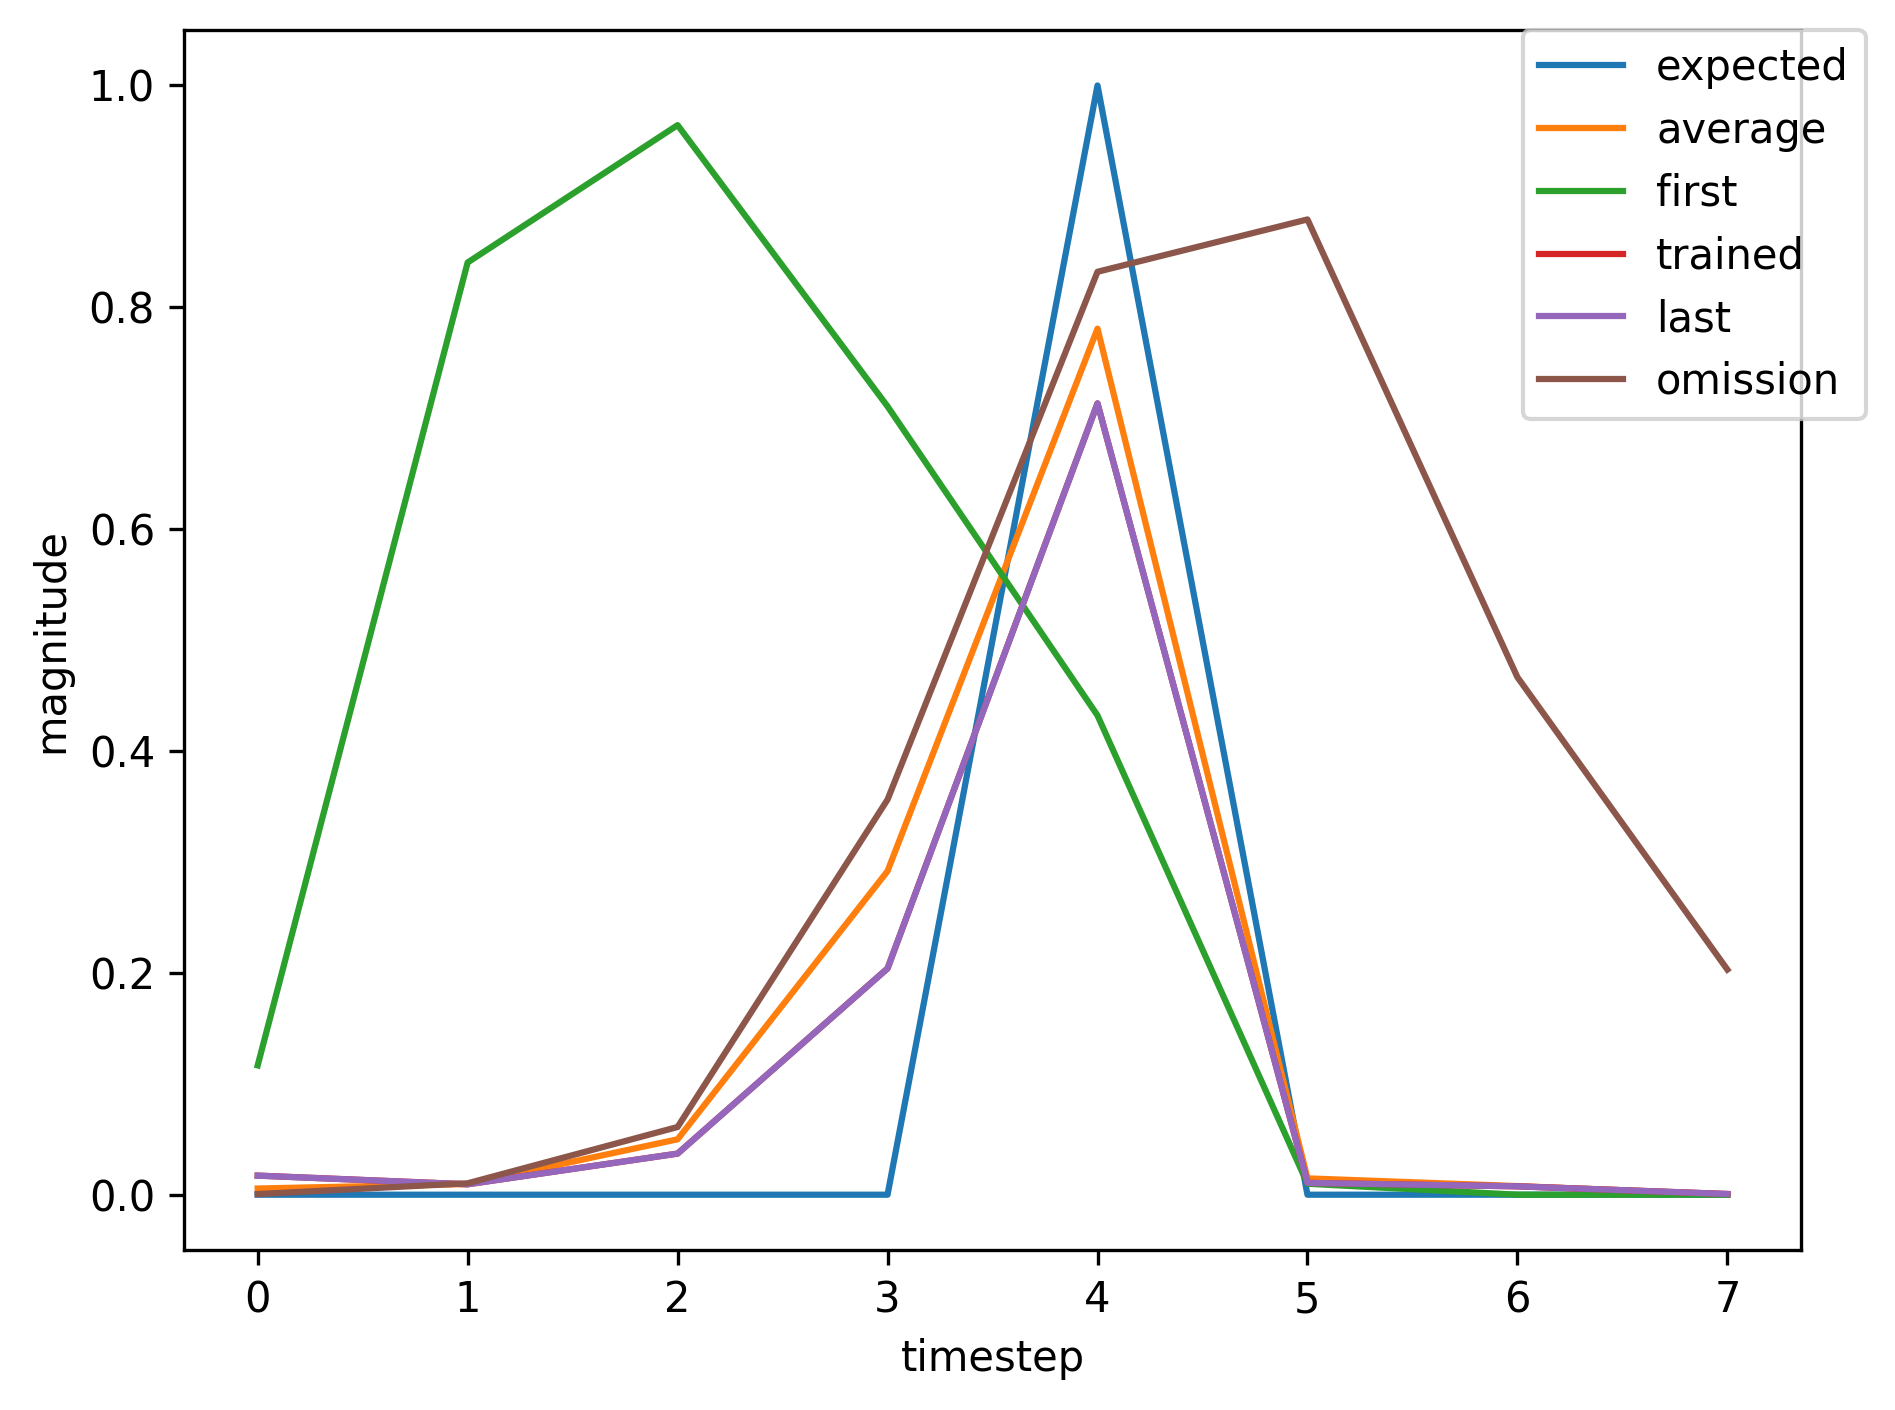 expected
average
first
trained
last
omission
1.0
0.8
0.6
0.4
0.2
0.0
magnitude
0 1 2 3 4 5 6 7
timestep